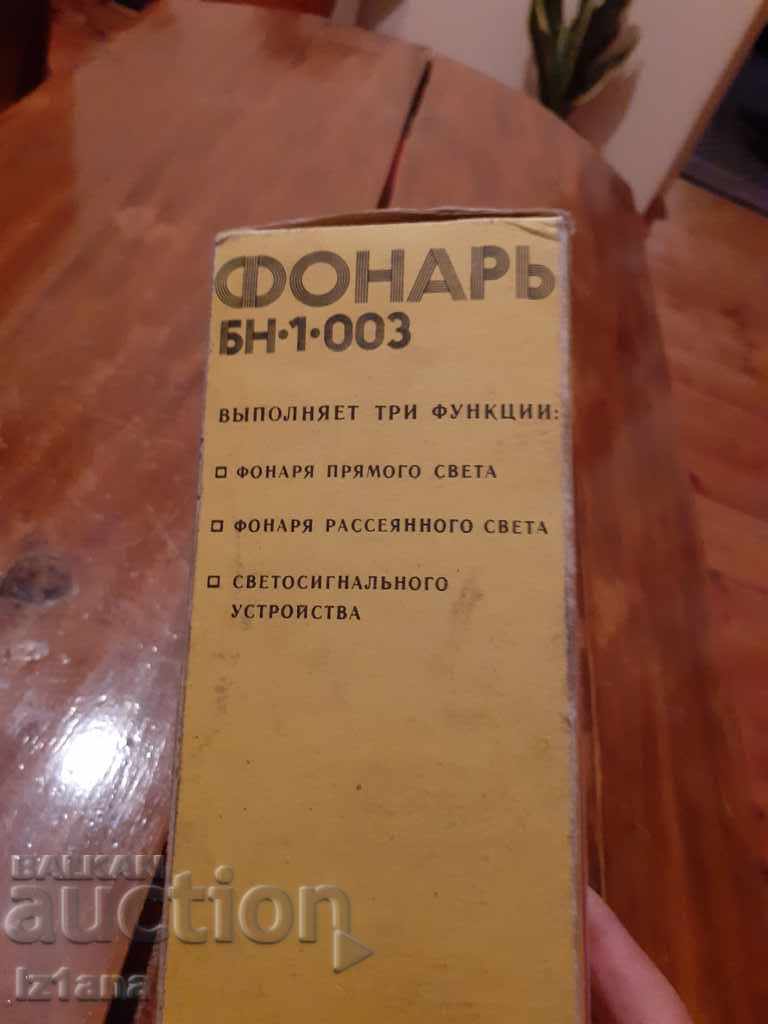 ФОНАРЬ
БН·1·003
ВЫПОЛНЯЕТ ТРИ ФУНКЦИИ:
ФОНАРЯ ПРЯМОГО СВЕТА
ФОНАРЯ РАССЕЯННОГО СВЕТА
СВЕТОСИГНАЛЬНОГО
УСТРОЙСТВА
BALKAN
auction
iz1ana